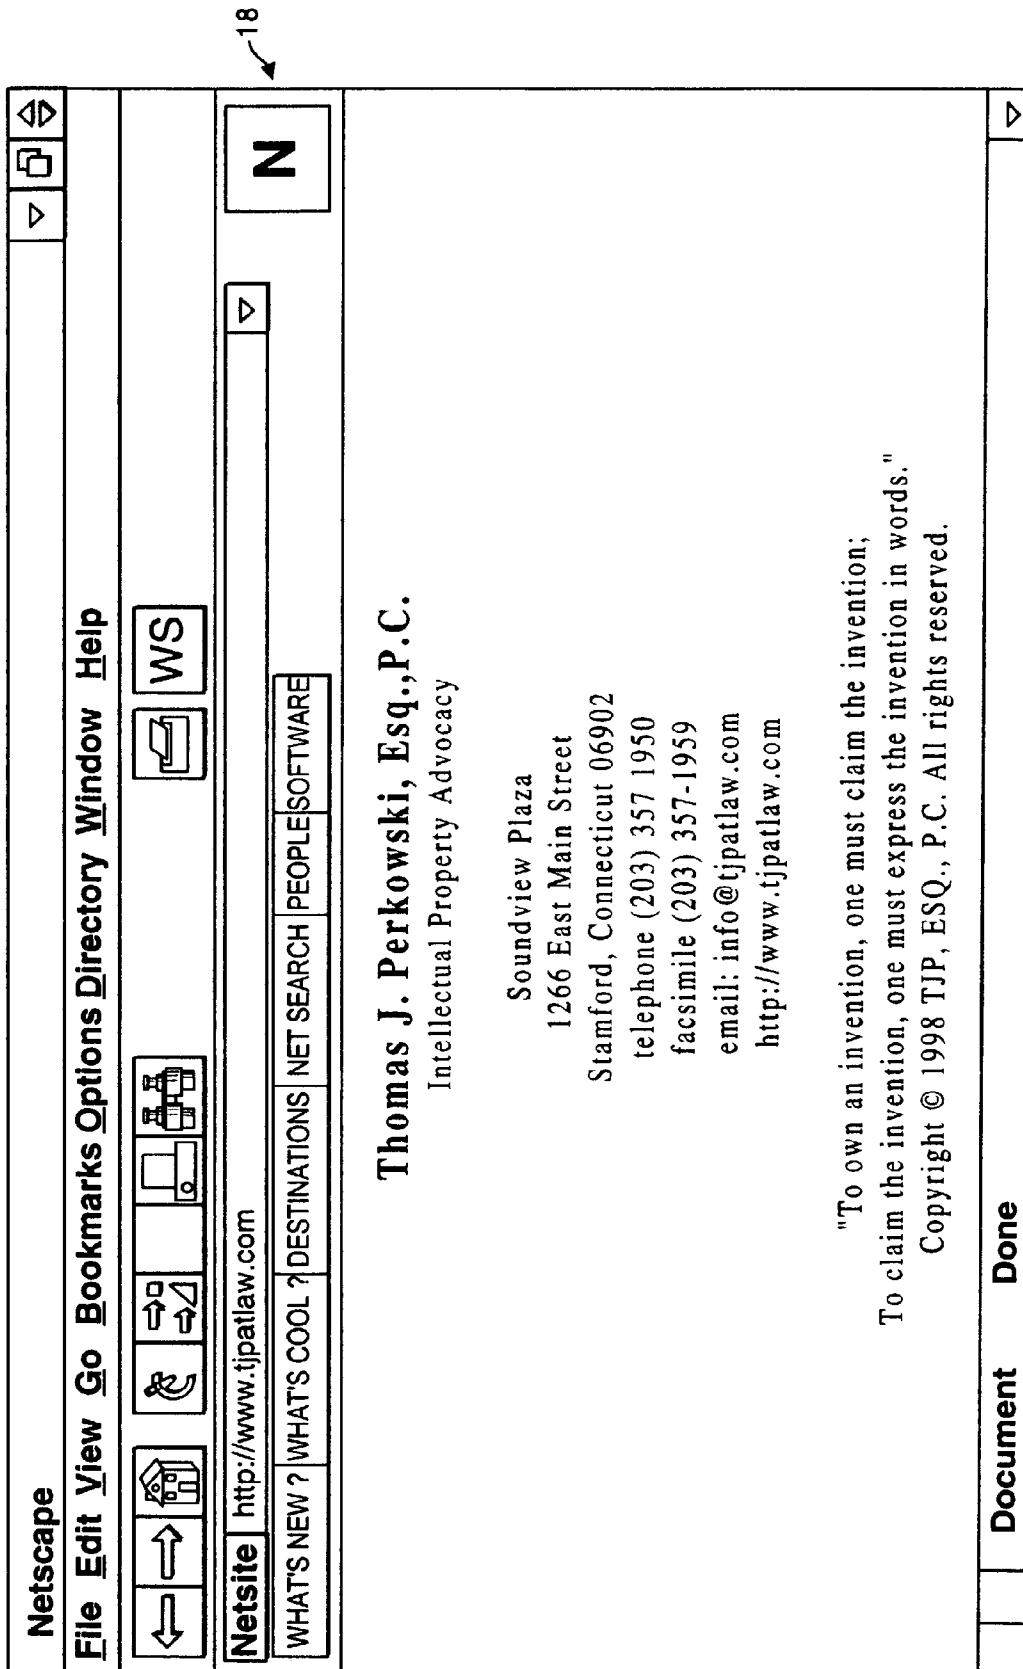 Netscape
File Edit View Go Bookmarks Options Directory Window Help
WS
Netsite http://www.tjpatlaw.com
N
18
WHAT'S NEW ? WHAT'S COOL ? DESTINATIONS NET SEARCH PEOPLE SOFTWARE
Thomas J. Perkowski, Esq.,P.C.
Intellectual Property Advocacy
Soundview Plaza
1266 East Main Street
Stamford, Connecticut 06902
telephone (203) 357 1950
facsimile (203) 357-1959
email: info@tjpatlaw.com
http://www.tjpatlaw.com
"To own an invention, one must claim the invention;
To claim the invention, one must express the invention in words."
Copyright © 1998 TJP, ESQ., P.C. All rights reserved.
Document Done